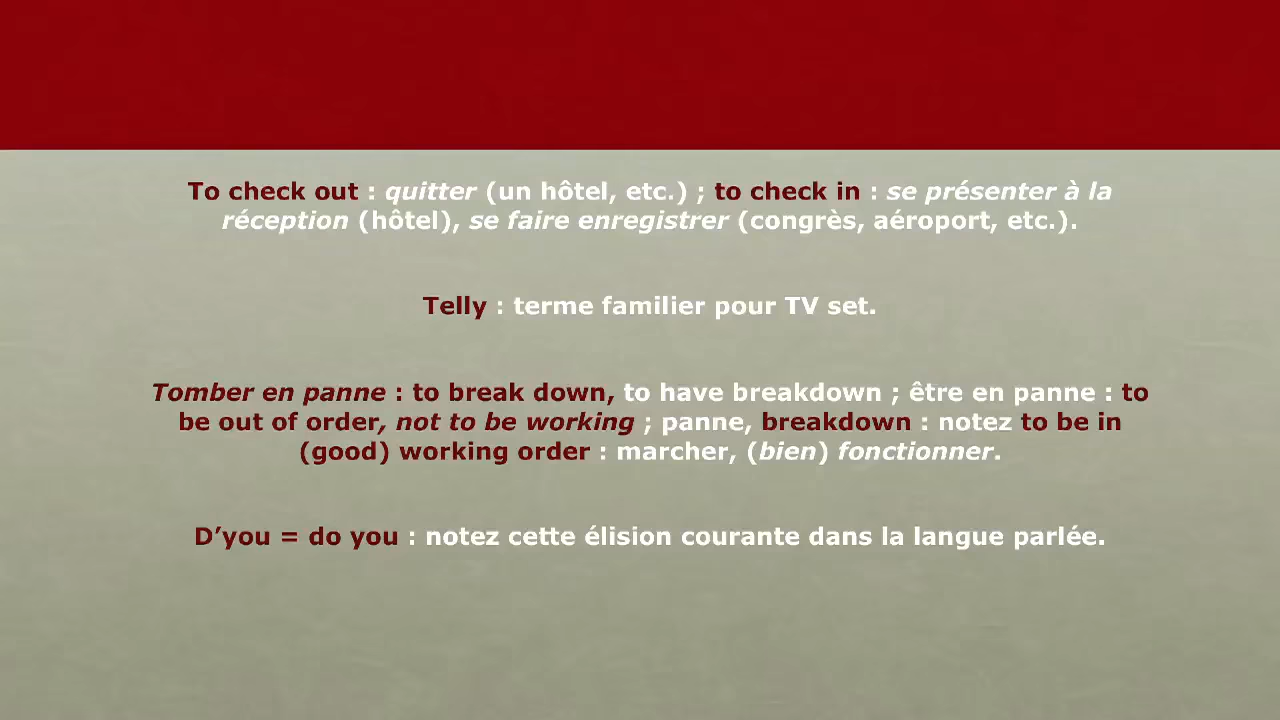 To check out : quitter (un hôtel, etc.) ; to check in : se présenter à la
réception (hôtel), se faire enregistrer (congrès, aéroport, etc.).
Telly : terme familier pour TV set.
Tomber en panne : to break down, to have breakdown ; être en panne : to
be out of order, not to be working ; panne, breakdown : notez to be in
(good) working order : marcher, (bien) fonctionner.
D’you = do you : notez cette élision courante dans la langue parlée.